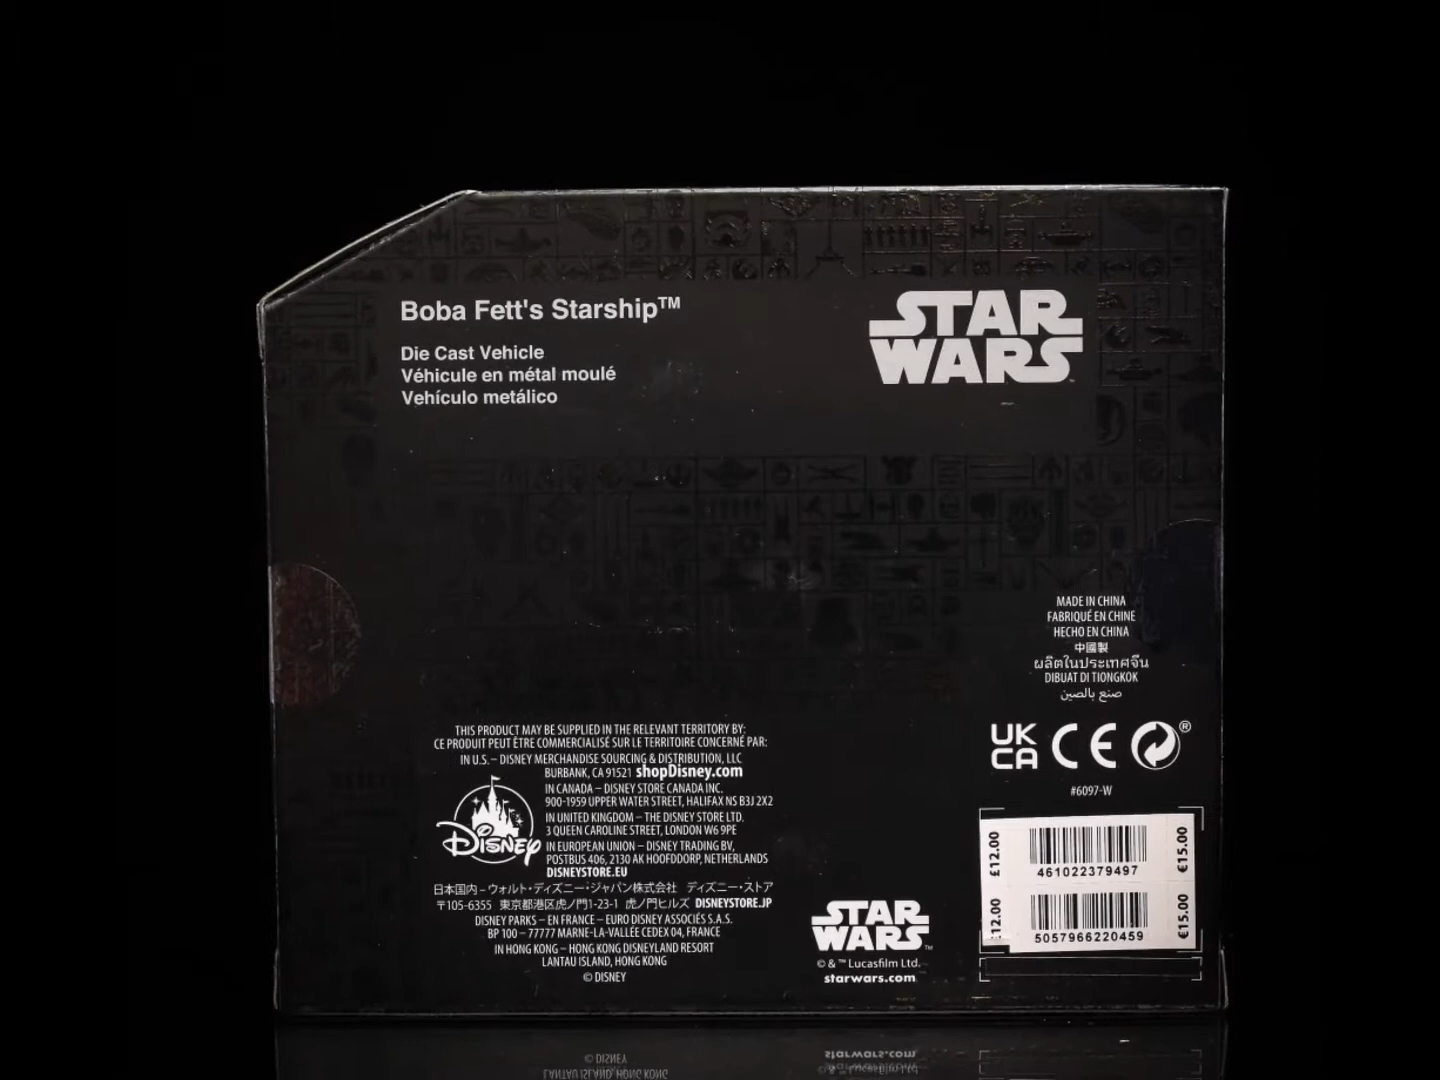 Boba Fett's Starship™
Die Cast Vehicle
Véhicule en métal moulé
Vehículo metálico
STAR
WARS
MADE IN CHINA
FABRIQUÉ EN CHINE
HECHO EN CHINA
中國製
ผลิตในประเทศจีน
DIBUAT DI TIONGKOK
صنع بالصين
THIS PRODUCT MAY BE SUPPLIED IN THE RELEVANT TERRITORY BY:
CE PRODUIT PEUT ÊTRE COMMERCIALISÉ SUR LE TERRITOIRE CONCERNÉ PAR:
IN U.S. – DISNEY MERCHANDISE SOURCING & DISTRIBUTION, LLC
BURBANK, CA 91521 shopDisney.com
IN CANADA – DISNEY STORE CANADA INC.
900-1959 UPPER WATER STREET, HALIFAX NS B3J 2X2
IN UNITED KINGDOM – THE DISNEY STORE LTD.
3 QUEEN CAROLINE STREET, LONDON W6 9PE
IN EUROPEAN UNION – DISNEY TRADING BV,
POSTBUS 406, 2130 AK HOOFDDORP, NETHERLANDS
DISNEYSTORE.EU
DISNEY
日本国内 – ウォルト・ディズニー・ジャパン株式会社 ディズニー・ストア
〒105-6355 東京都港区虎ノ門1-23-1 虎ノ門ヒルズ DISNEYSTORE.JP
DISNEY PARKS – EN FRANCE – EURO DISNEY ASSOCIÉS S.A.S.
BP 100 – 77777 MARNE-LA-VALLÉE CEDEX 04, FRANCE
IN HONG KONG – HONG KONG DISNEYLAND RESORT
LANTAU ISLAND, HONG KONG
© DISNEY
STAR
WARS™
© & ™ Lucasfilm Ltd.
starwars.com
UK
CA CE ®
#6097-W
£12.00
461022379497
€15.00
£12.00
5057966220459
€15.00